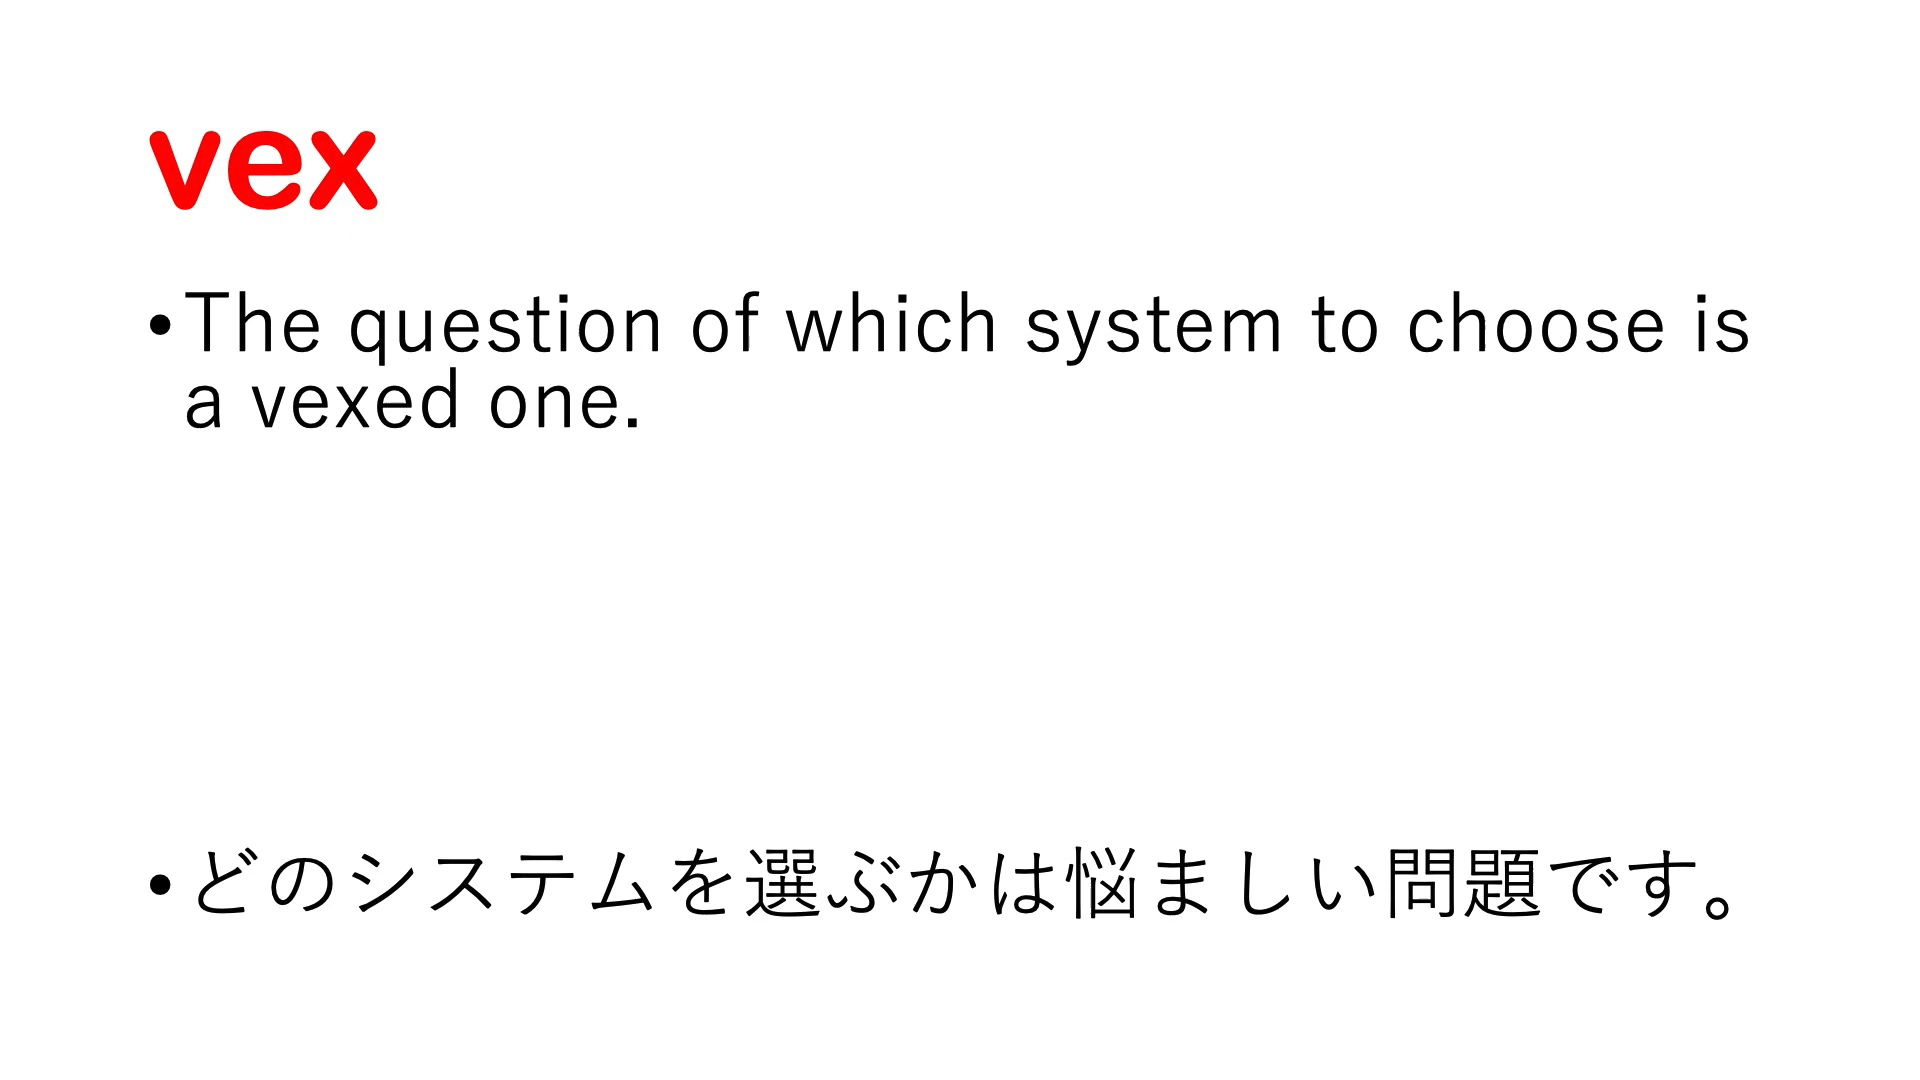 vex
• The question of which system to choose is
a vexed one.
• どのシステムを選ぶかは悩ましい問題です。